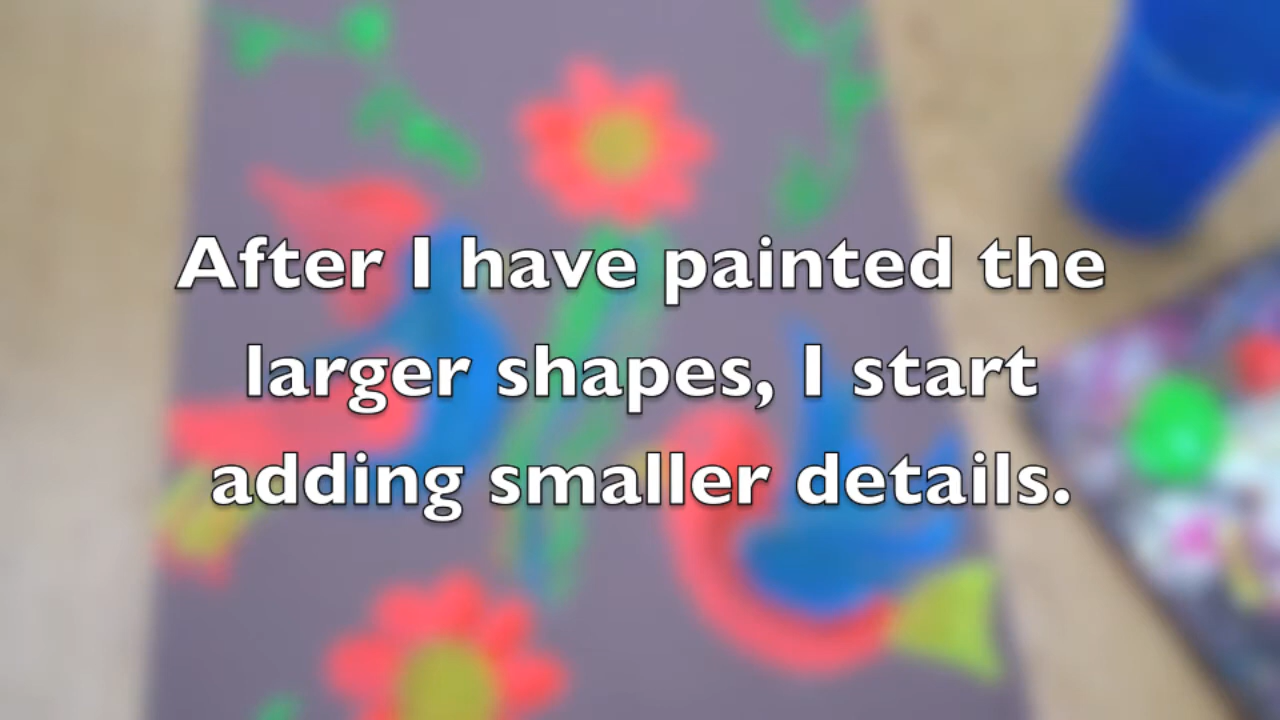 After I have painted the
larger shapes, I start
adding smaller details.